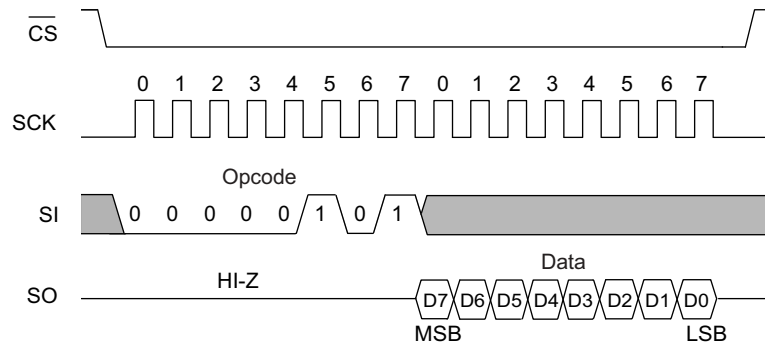 CS
0 1 2 3 4 5 6 7 0 1 2 3 4 5 6 7
SCK
Opcode
SI 0 0 0 0 0 1 0 1
Data
HI-Z
SO D7 D6 D5 D4 D3 D2 D1 D0
MSB LSB